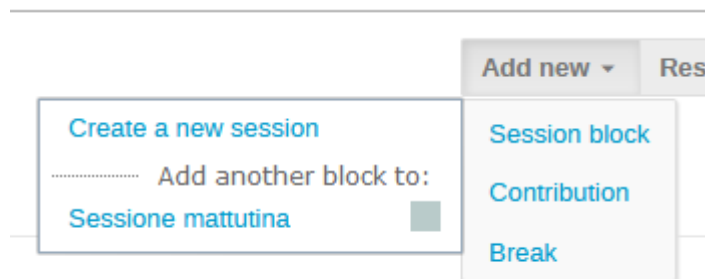 Add new Res
Create a new session
Add another block to:
Sessione mattutina
Session block
Contribution
Break